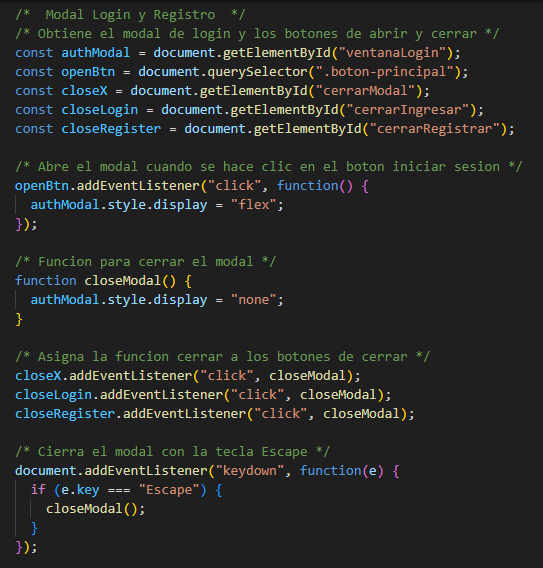 /*  Modal Login y Registro  */
/* Obtiene el modal de login y los botones de abrir y cerrar */
const authModal = document.getElementById("ventanaLogin");
const openBtn = document.querySelector(".boton-principal");
const closeX = document.getElementById("cerrarModal");
const closeLogin = document.getElementById("cerrarIngresar");
const closeRegister = document.getElementById("cerrarRegistrar");

/* Abre el modal cuando se hace clic en el boton iniciar sesion */
openBtn.addEventListener("click", function() {
  authModal.style.display = "flex";
});

/* Funcion para cerrar el modal */
function closeModal() {
  authModal.style.display = "none";
}

/* Asigna la funcion cerrar a los botones de cerrar */
closeX.addEventListener("click", closeModal);
closeLogin.addEventListener("click", closeModal);
closeRegister.addEventListener("click", closeModal);

/* Cierra el modal con la tecla Escape */
document.addEventListener("keydown", function(e) {
  if (e.key === "Escape") {
    closeModal();
  }
});